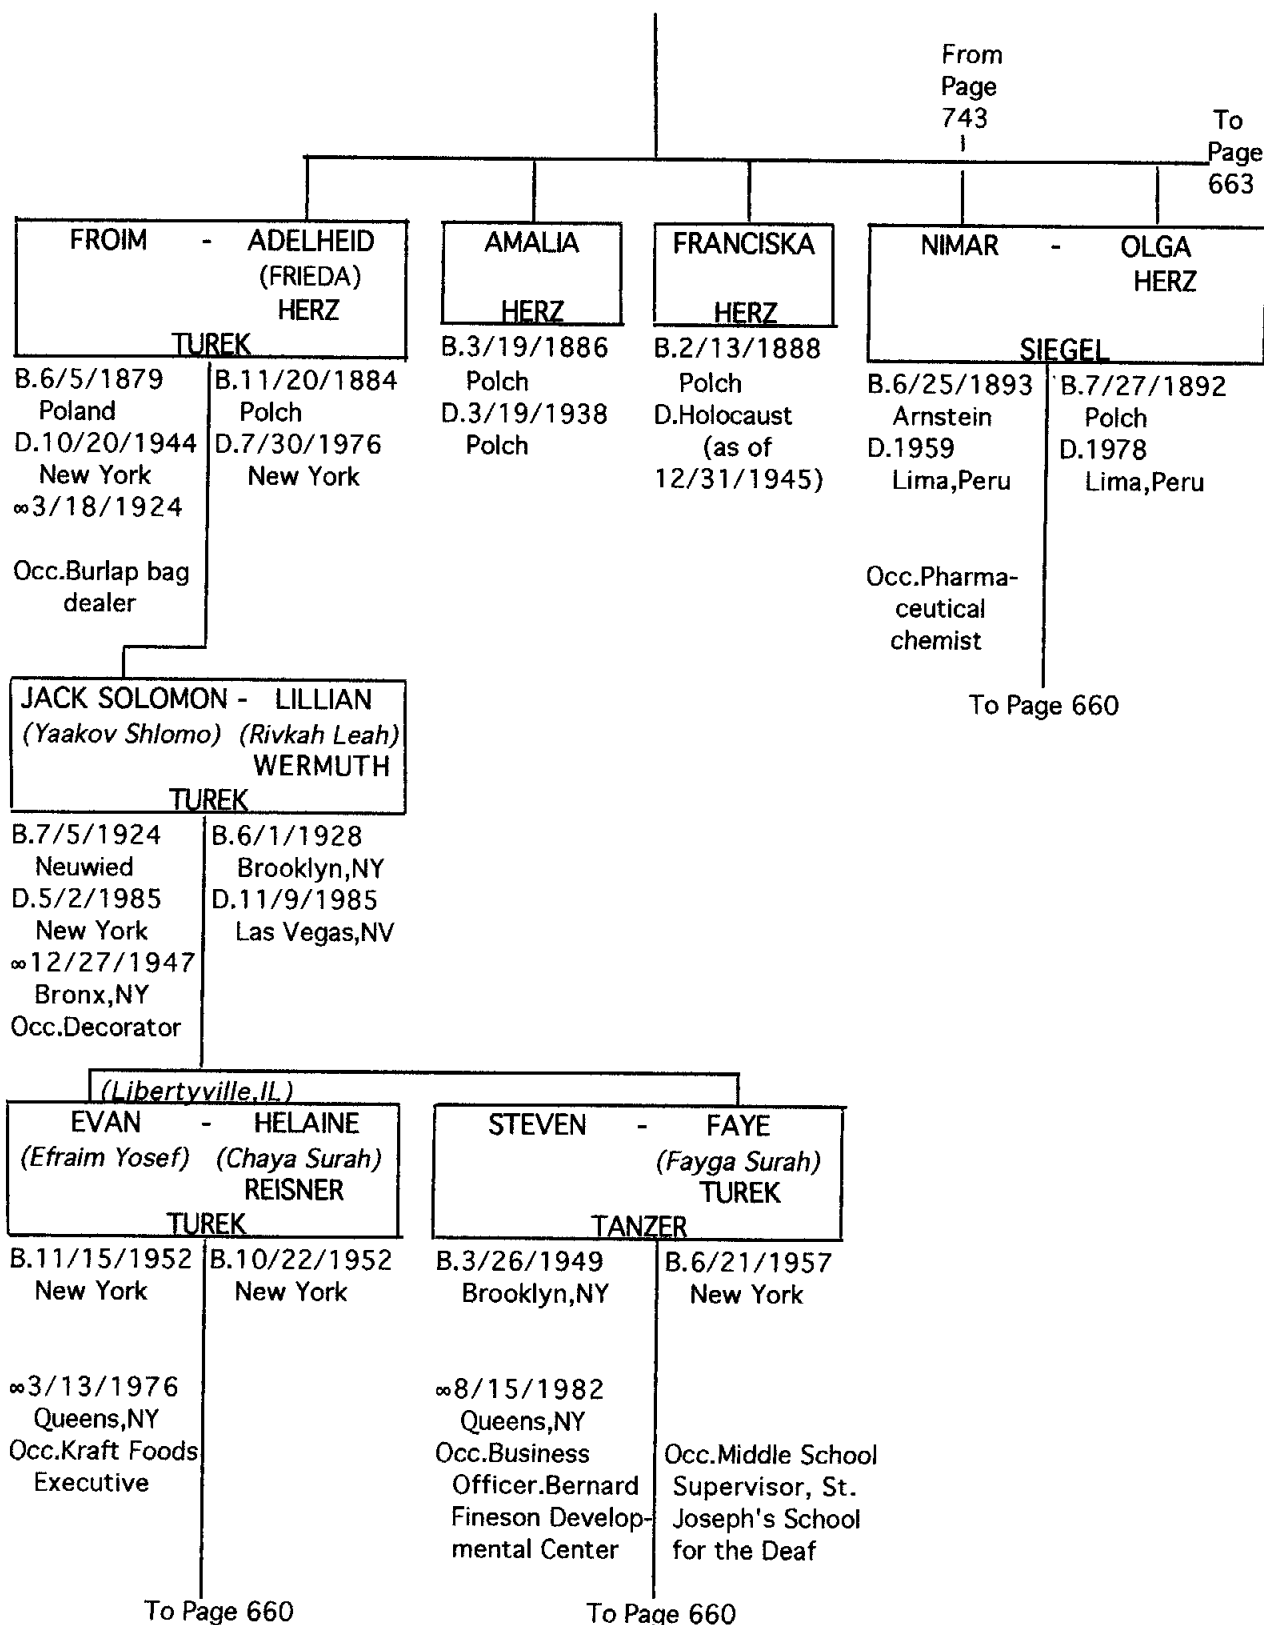 From
Page
743
To
Page
663
FROIM - ADELHEID
(FRIEDA)
HERZ
TUREK
B.6/5/1879
Poland
D.10/20/1944
New York
∞3/18/1924
Occ.Burlap bag
dealer
B.11/20/1884
Polch
D.7/30/1976
New York
AMALIA
HERZ
B.3/19/1886
Polch
D.3/19/1938
Polch
FRANCISKA
HERZ
B.2/13/1888
Polch
D.Holocaust
(as of
12/31/1945)
NIMAR - OLGA
HERZ
SIEGEL
B.6/25/1893
Arnstein
D.1959
Lima,Peru
Occ.Pharma-
ceutical
chemist
B.7/27/1892
Polch
D.1978
Lima,Peru
To Page 660
JACK SOLOMON - LILLIAN
(Yaakov Shlomo) (Rivkah Leah)
WERMUTH
TUREK
B.7/5/1924
Neuwied
D.5/2/1985
New York
∞12/27/1947
Bronx,NY
Occ.Decorator
B.6/1/1928
Brooklyn,NY
D.11/9/1985
Las Vegas,NV
(Libertyville,IL)
EVAN - HELAINE
(Efraim Yosef) (Chaya Surah)
REISNER
TUREK
B.11/15/1952
New York
∞3/13/1976
Queens,NY
Occ.Kraft Foods
Executive
B.10/22/1952
New York
To Page 660
STEVEN - FAYE
(Fayga Surah)
TUREK
TANZER
B.3/26/1949
Brooklyn,NY
∞8/15/1982
Queens,NY
Occ.Business
Officer.Bernard
Fineson Develop-
mental Center
B.6/21/1957
New York
Occ.Middle School
Supervisor, St.
Joseph's School
for the Deaf
To Page 660